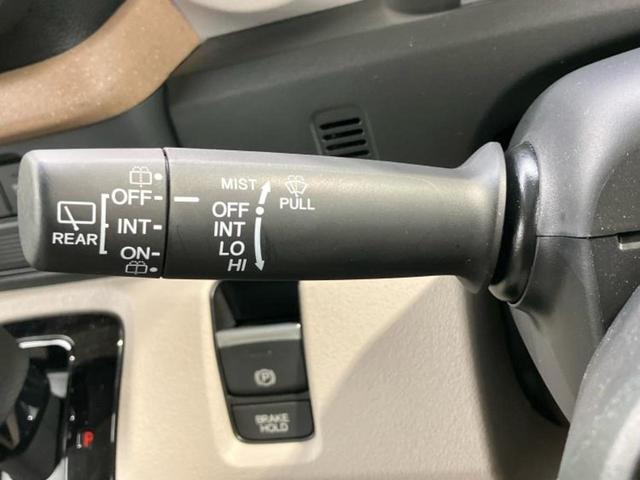 MIST
OFF
PULL
OFF
INT
INT
REAR
LO
ON
HI
P
BRAKE
HOLD
P